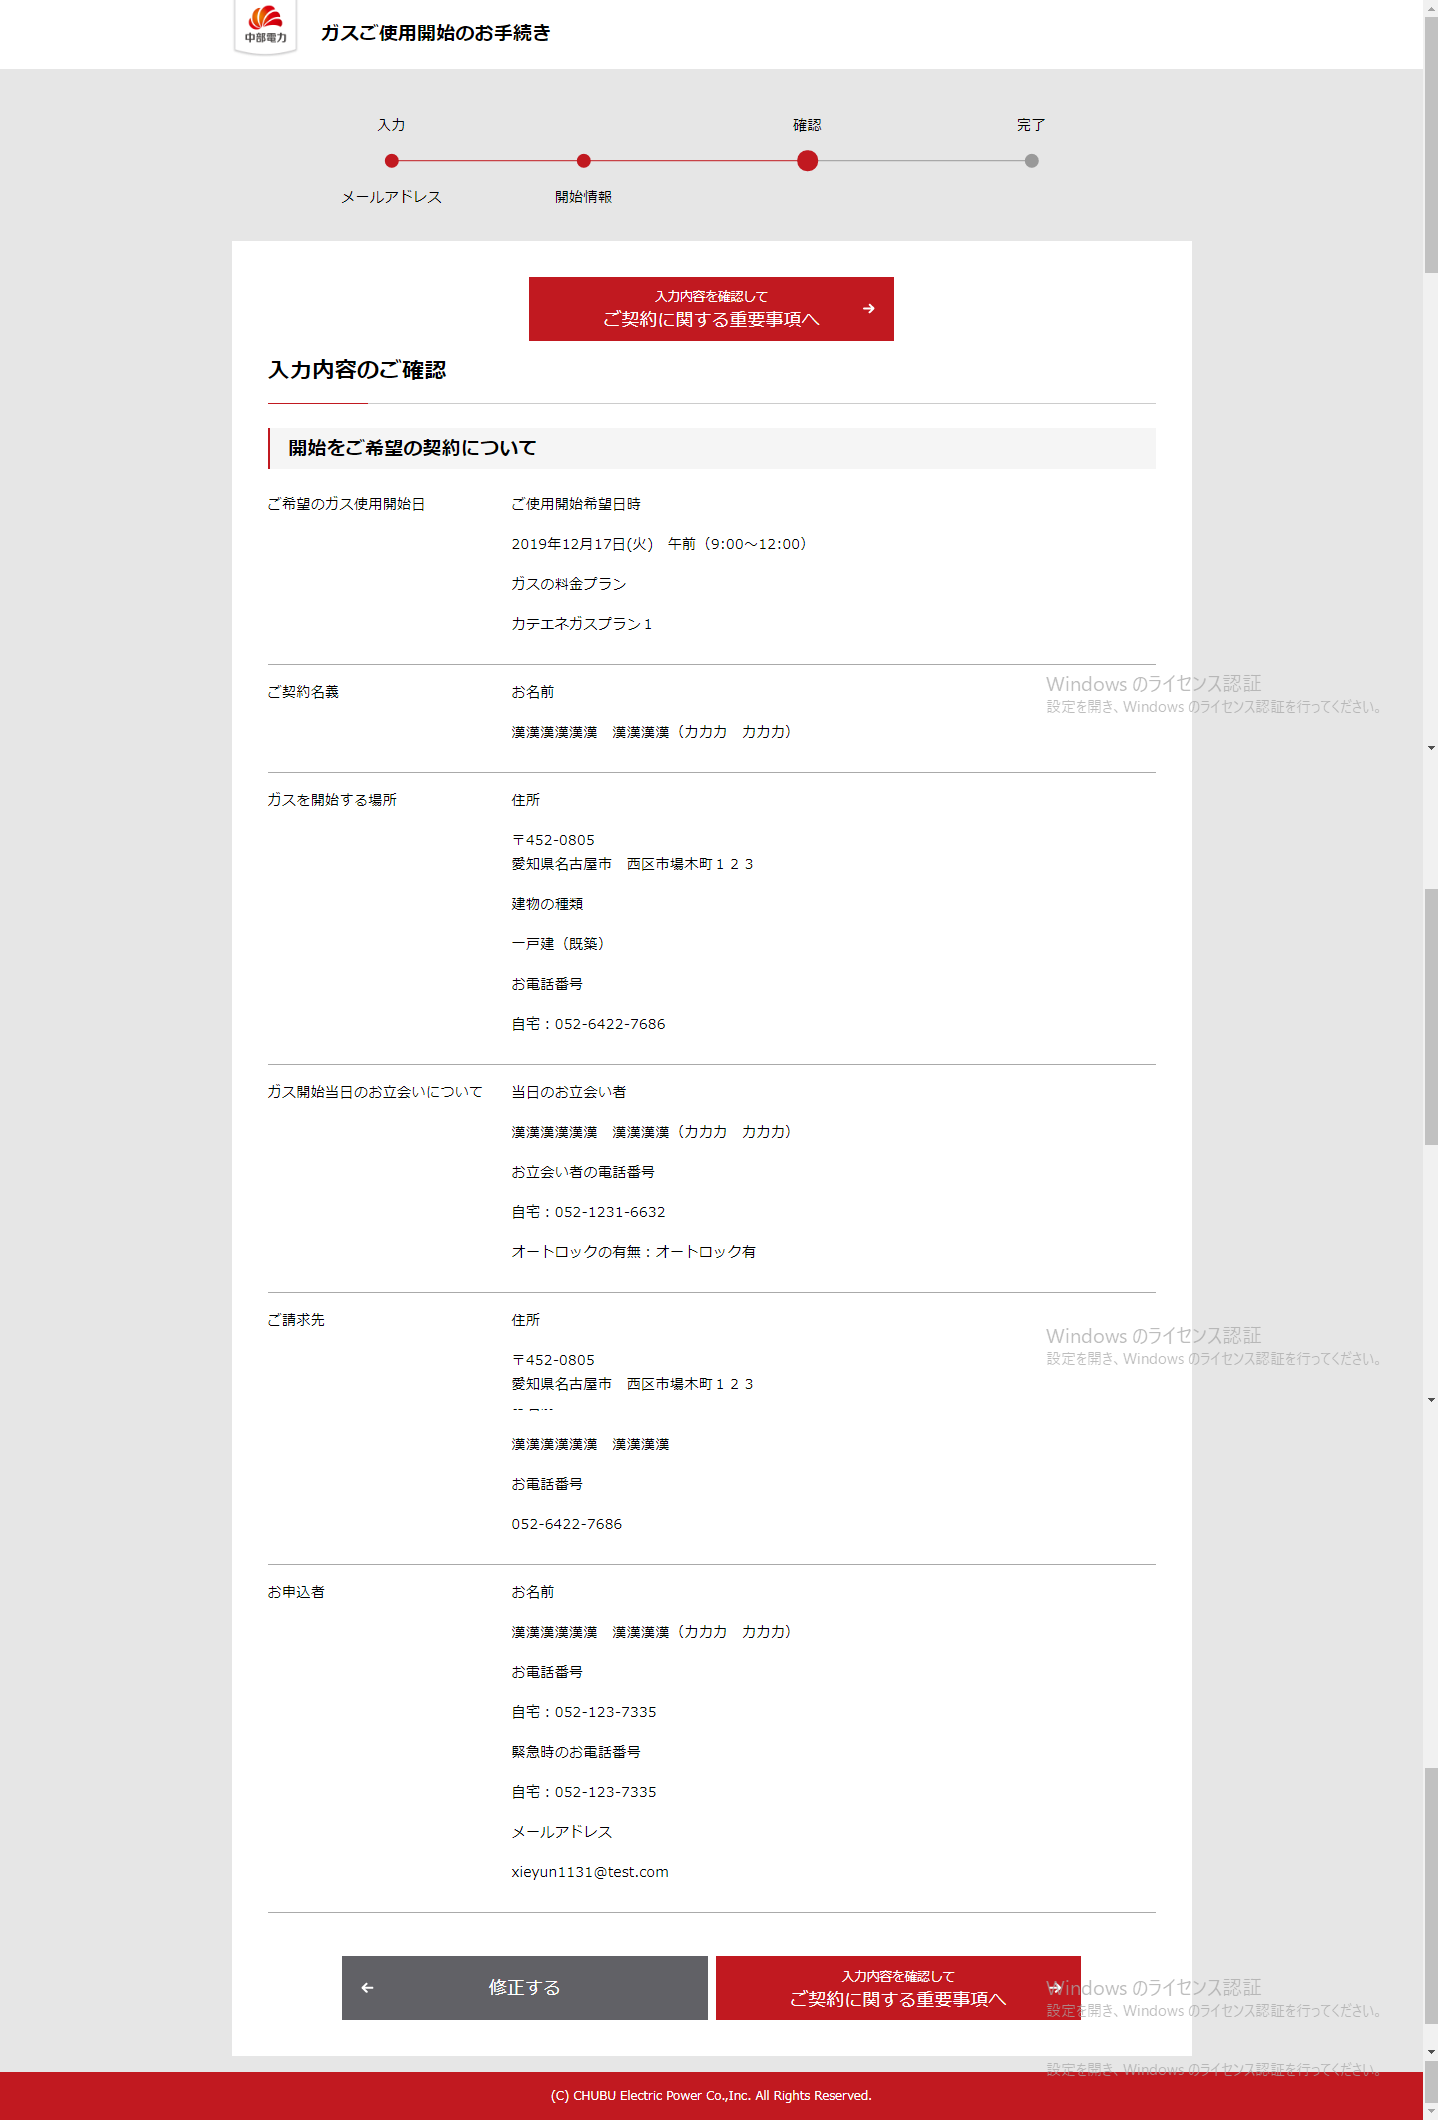 中部電力
ガスご使用開始のお手続き
入力
確認
完了
メールアドレス
開始情報
入力内容を確認して
ご契約に関する重要事項へ
入力内容のご確認
開始をご希望の契約について
ご希望のガス使用開始日
ご使用開始希望日時
2019年12月17日(火)　午前（9:00～12:00）
ガスの料金プラン
カテエネガスプラン１
ご契約名義
お名前
漢漢漢漢漢漢　漢漢漢漢（カカカ　カカカ）
Windows のライセンス認証
設定を開き、Windows のライセンス認証を行ってください。
ガスを開始する場所
住所
〒452-0805
愛知県名古屋市　西区市場木町１２３
建物の種類
一戸建（既築）
お電話番号
自宅：052-6422-7686
ガス開始当日のお立会いについて
当日のお立会い者
漢漢漢漢漢漢　漢漢漢漢（カカカ　カカカ）
お立会い者の電話番号
自宅：052-1231-6632
オートロックの有無：オートロック有
ご請求先
住所
〒452-0805
愛知県名古屋市　西区市場木町１２３
Windows のライセンス認証
設定を開き、Windows のライセンス認証を行ってください。
漢漢漢漢漢漢　漢漢漢漢
お電話番号
052-6422-7686
お申込者
お名前
漢漢漢漢漢漢　漢漢漢漢（カカカ　カカカ）
お電話番号
自宅：052-123-7335
緊急時のお電話番号
自宅：052-123-7335
メールアドレス
xieyun1131@test.com
修正する
入力内容を確認して
ご契約に関する重要事項へ
Windows のライセンス認証
設定を開き、Windows のライセンス認証を行ってください。
設定を開き、Windows のライセンス認証を行ってください。
(C) CHUBU Electric Power Co.,Inc. All Rights Reserved.